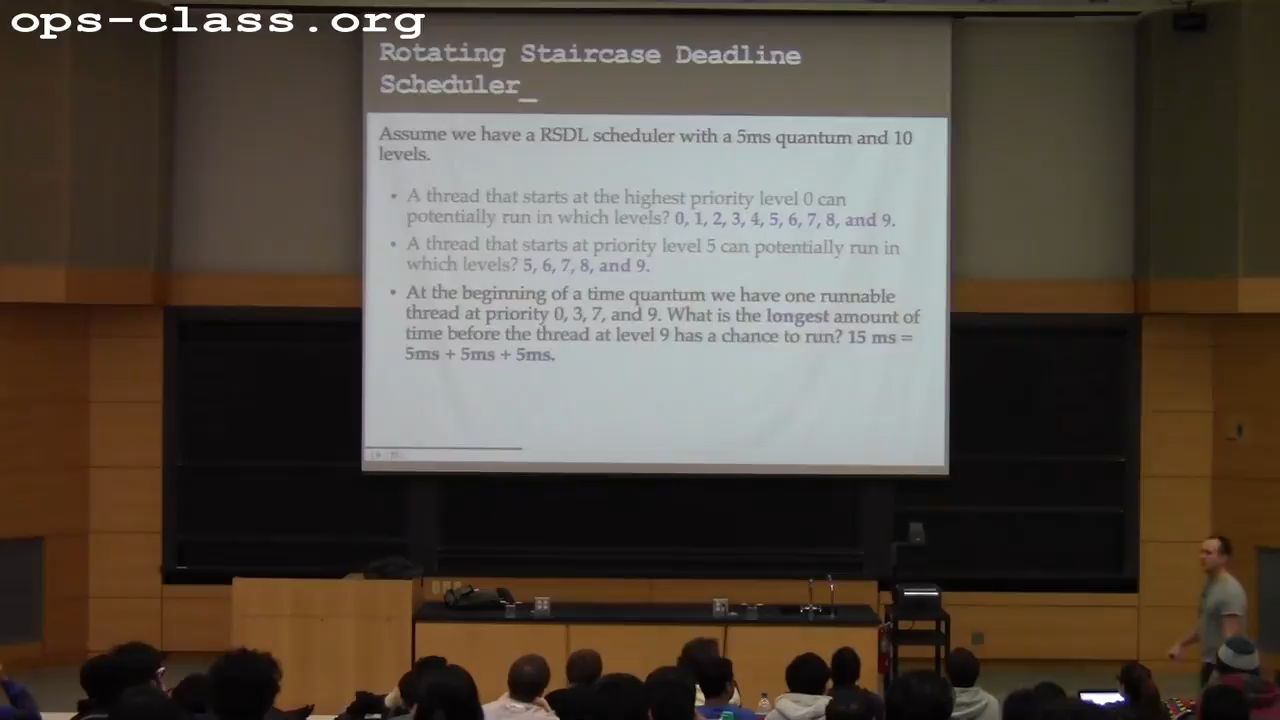 ops-class.org
Rotating Staircase Deadline
Scheduler_
Assume we have a RSDL scheduler with a 5ms quantum and 10
levels.
• A thread that starts at the highest priority level 0 can
potentially run in which levels? 0, 1, 2, 3, 4, 5, 6, 7, 8, and 9.
• A thread that starts at priority level 5 can potentially run in
which levels? 5, 6, 7, 8, and 9.
• At the beginning of a time quantum we have one runnable
thread at priority 0, 3, 7, and 9. What is the longest amount of
time before the thread at level 9 has a chance to run? 15 ms =
5ms + 5ms + 5ms.